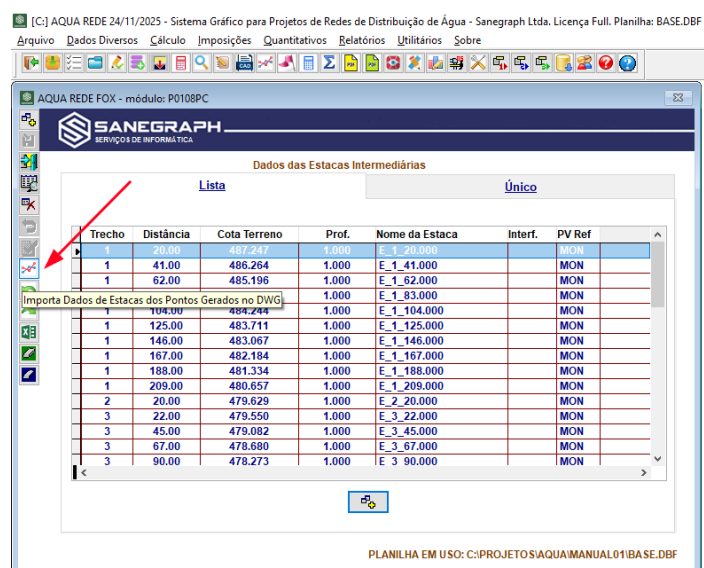 [C:] AQUA REDE 24/11/2025 - Sistema Gráfico para Projetos de Redes de Distribuição de Água - Sanegraph Ltda. Licença Full. Planilha: BASE.DBF
Arquivo Dados Diversos Cálculo Imposições Quantitativos Relatórios Utilitários Sobre
AQUA REDE FOX - módulo: P0108PC
SANEGRAPH
SERVIÇOS DE INFORMÁTICA
Dados das Estacas Intermediárias
Lista Único
Trecho Distância Cota Terreno Prof. Nome da Estaca Interf. PV Ref
1 20.00 487.247 1.000 E_1_20.000 MON
1 41.00 486.264 1.000 E_1_41.000 MON
1 62.00 485.196 1.000 E_1_62.000 MON
Importa Dados de Estacas dos Pontos Gerados no DWG 1.000 E_1_83.000 MON
1 104.00 484.244 1.000 E_1_104.000 MON
1 125.00 483.711 1.000 E_1_125.000 MON
1 146.00 483.067 1.000 E_1_146.000 MON
1 167.00 482.184 1.000 E_1_167.000 MON
1 188.00 481.334 1.000 E_1_188.000 MON
1 209.00 480.657 1.000 E_1_209.000 MON
2 20.00 479.629 1.000 E_2_20.000 MON
3 22.00 479.550 1.000 E_3_22.000 MON
3 45.00 479.082 1.000 E_3_45.000 MON
3 67.00 478.680 1.000 E_3_67.000 MON
3 90.00 478.273 1.000 E_3_90.000 MON
PLANILHA EM USO: C:\PROJETOS\AQUA\MANUAL01\BASE.DBF